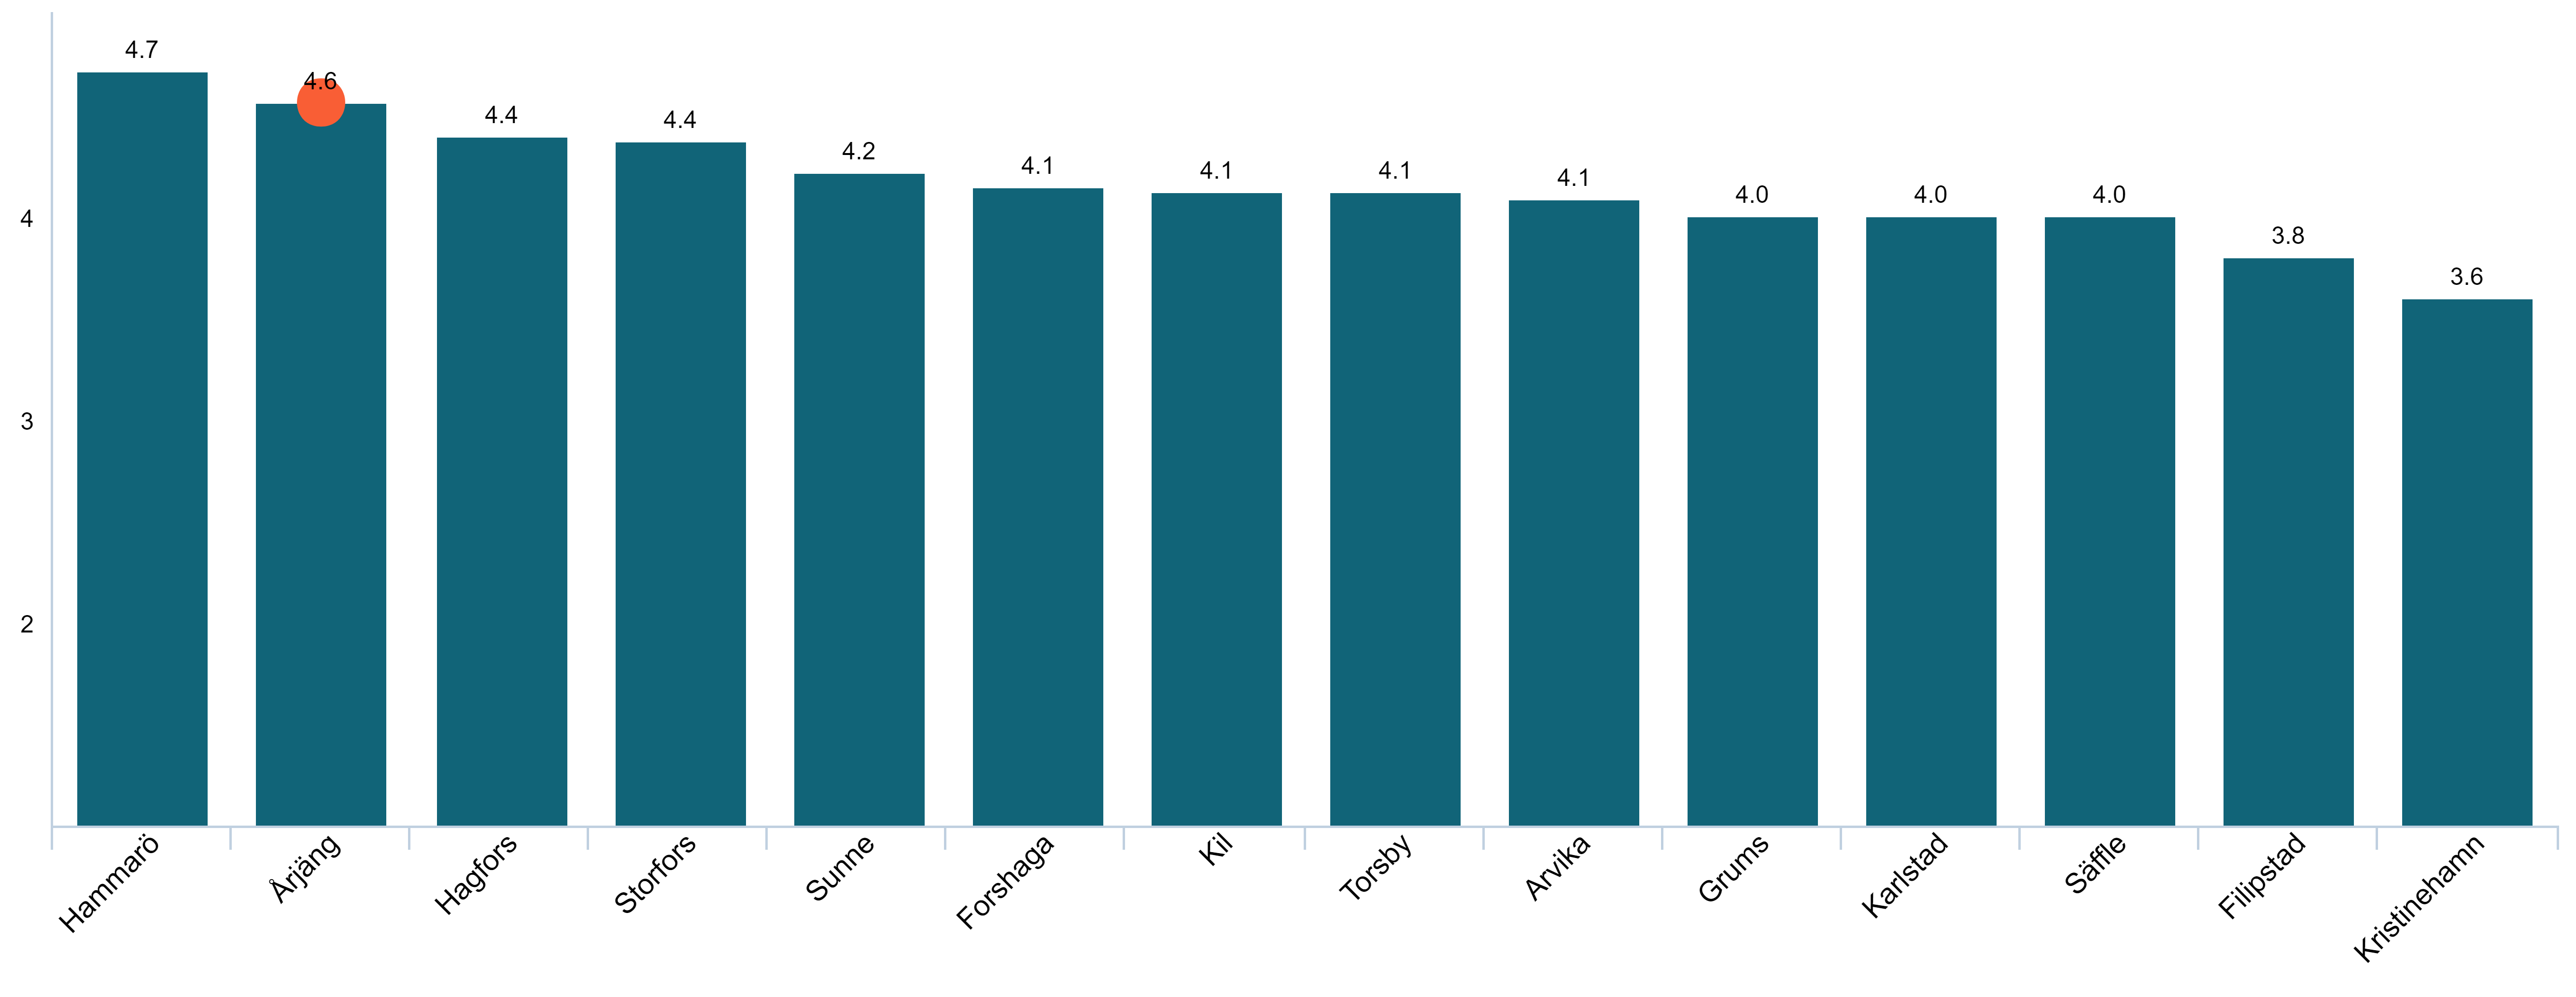 4.7
4.6
4.4
4.4
4.2
4.1
4.1
4.1
4.1
4.0
4.0
4.0
3.8
3.6
4
3
2
Hammarö
Årjäng
Hagfors
Storfors
Sunne
Forshaga
Kil
Torsby
Arvika
Grums
Karlstad
Säffle
Filipstad
Kristinehamn